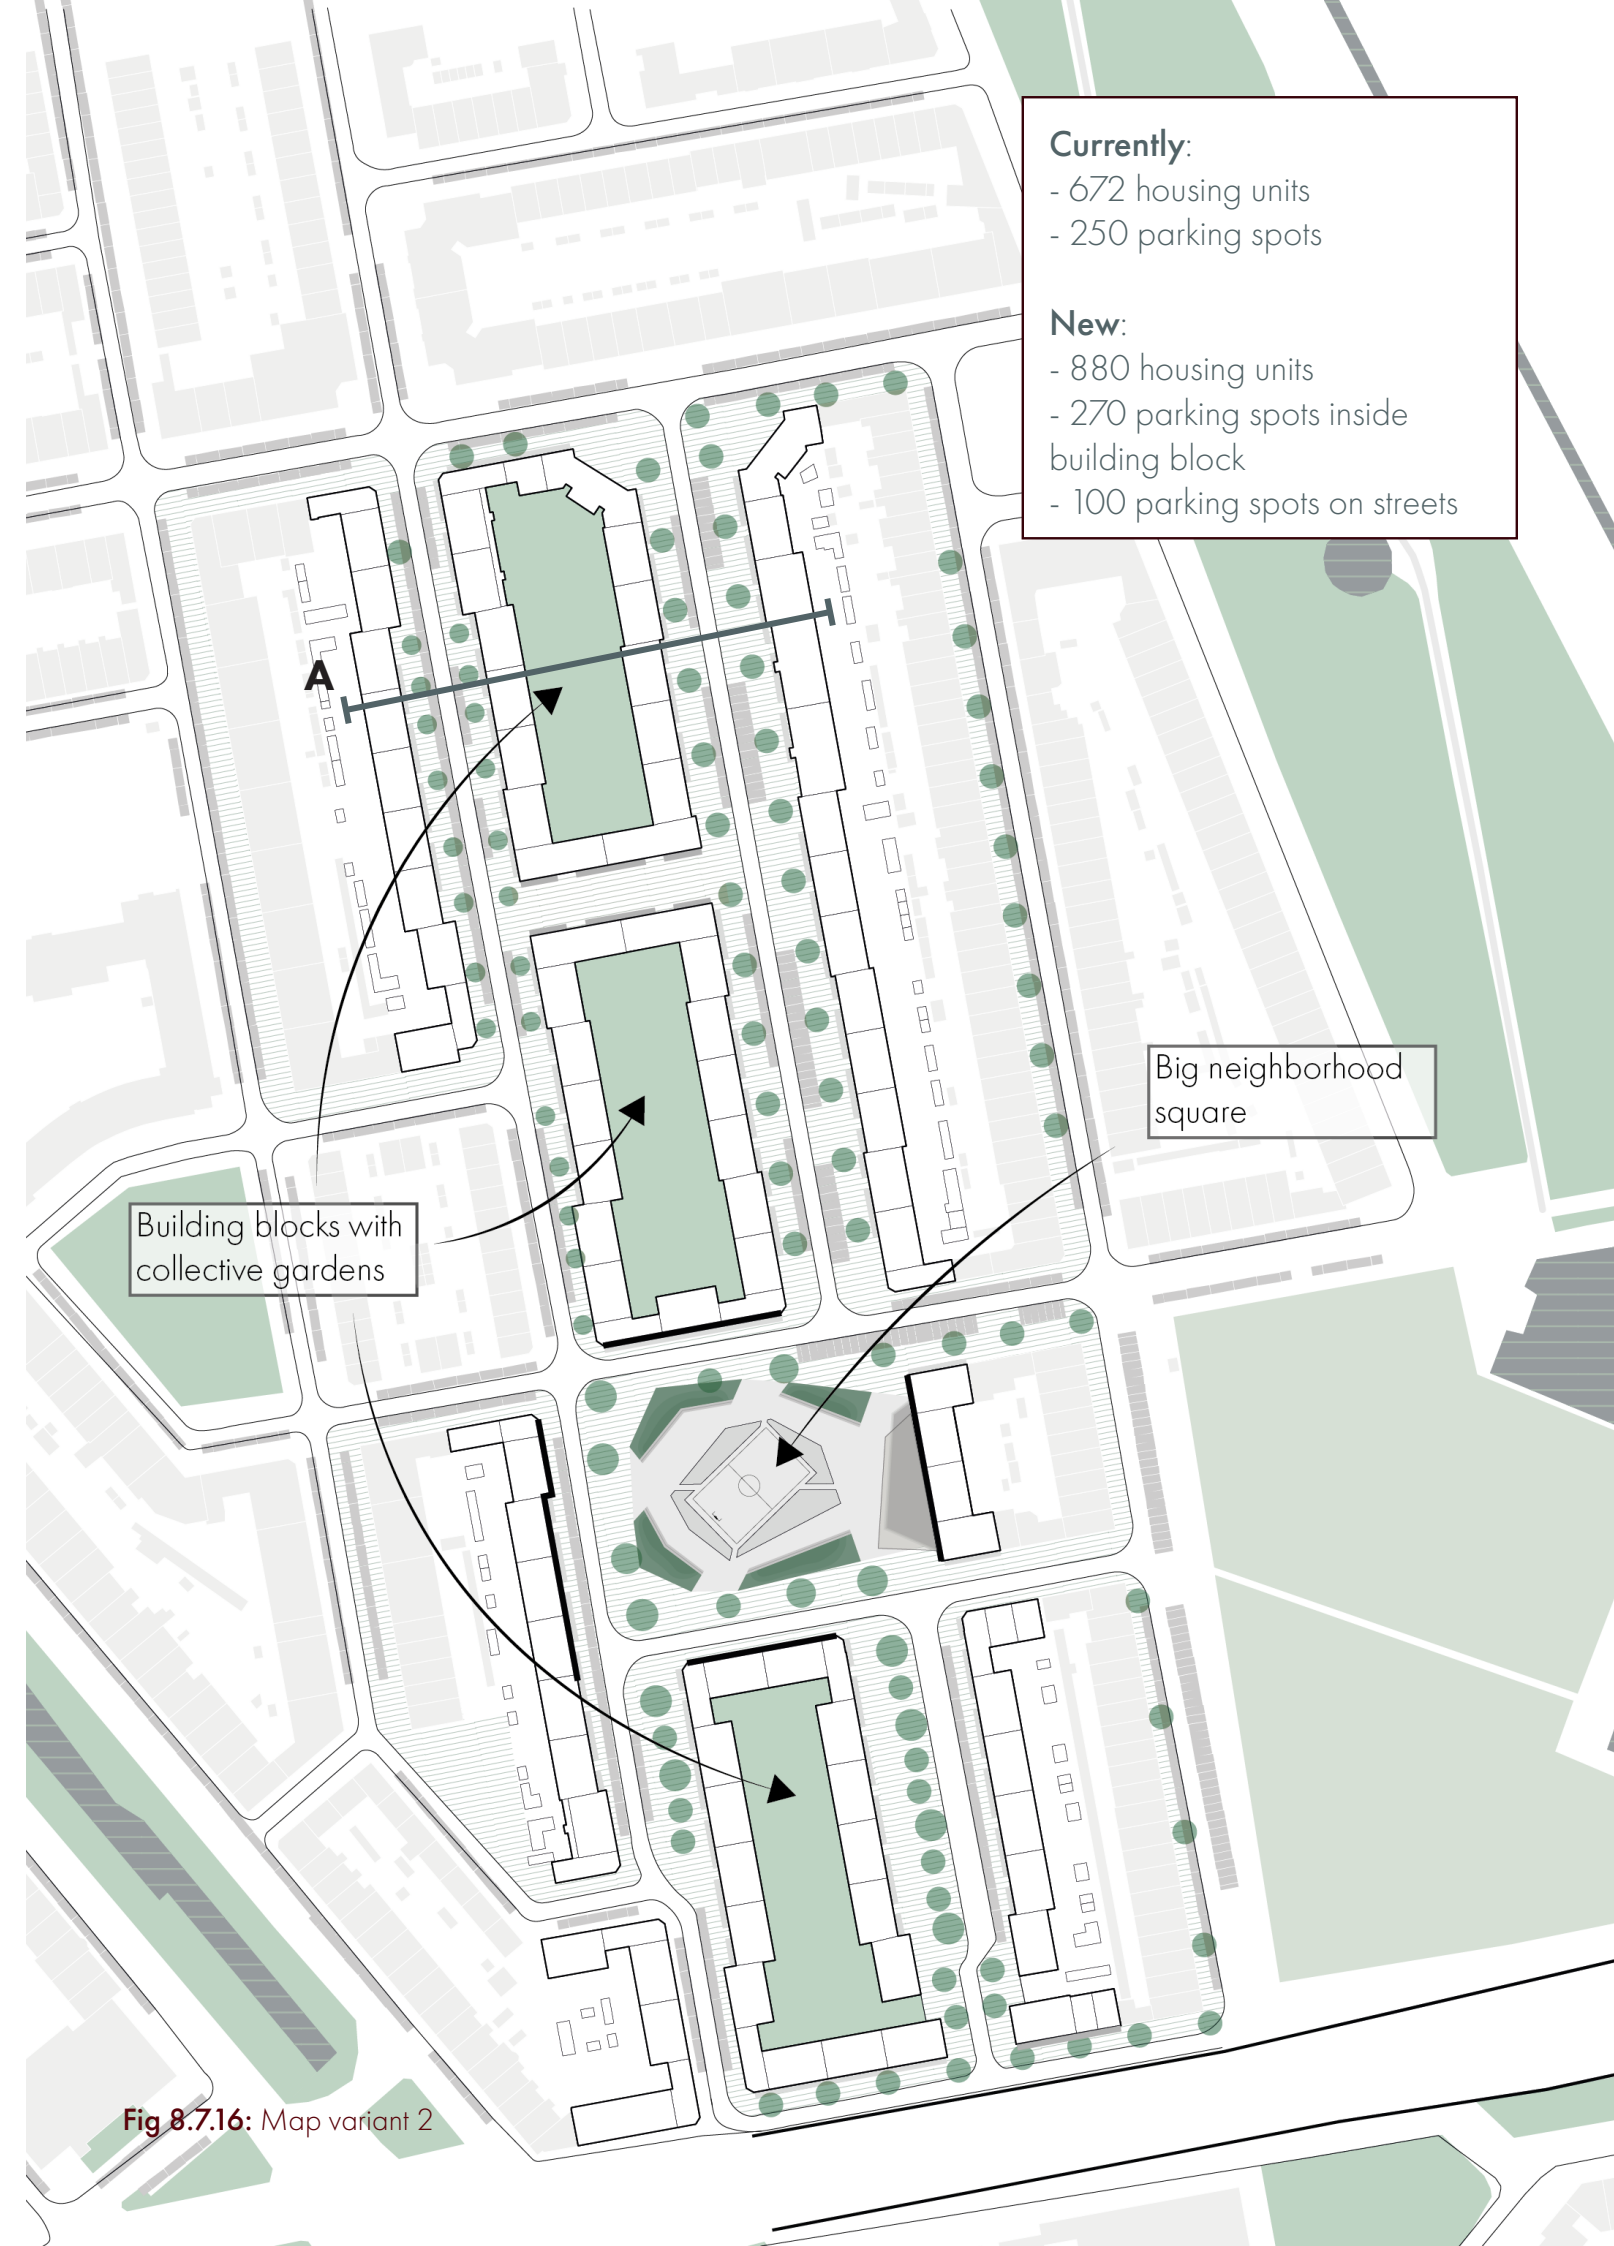 Currently:
- 672 housing units
- 250 parking spots
New:
- 880 housing units
- 270 parking spots inside
building block
- 100 parking spots on streets
A
Big neighborhood
square
Building blocks with
collective gardens
Fig 8.7.16: Map variant 2